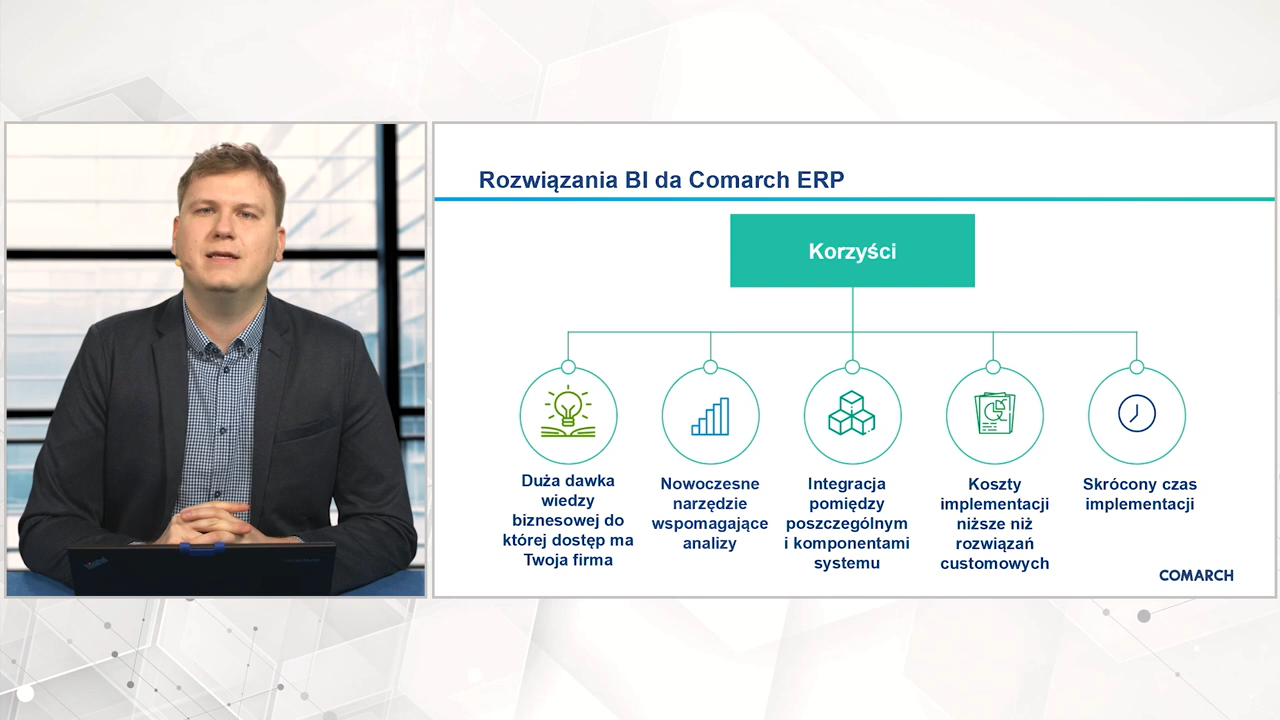 Rozwiązania BI da Comarch ERP
Korzyści
Duża dawka
wiedzy
biznesowej do
której dostęp ma
Twoja firma
Nowoczesne
narzędzie
wspomagające
analizy
Integracja
pomiędzy
poszczególnym
i komponentami
systemu
Koszty
implementacji
niższe niż
rozwiązań
customowych
Skrócony czas
implementacji
COMARCH